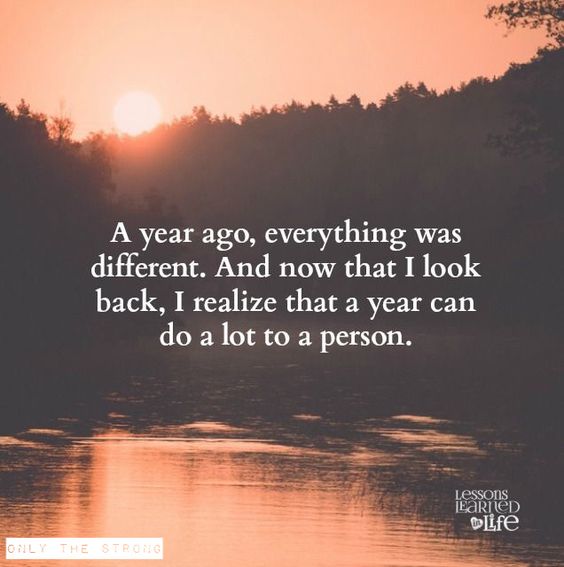 A year ago, everything was
different. And now that I look
back, I realize that a year can
do a lot to a person.
Lessons
Learned
in Life
ONLY THE STRONG